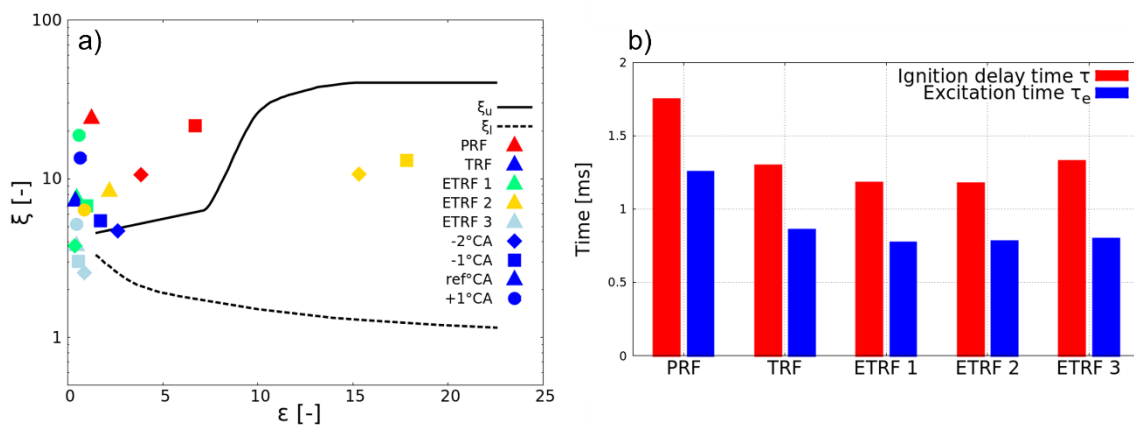 a)
100
10
1
ξ [-]
0 5 10 15 20 25
ε [-]
ξu
ξl
PRF
TRF
ETRF 1
ETRF 2
ETRF 3
-2°CA
-1°CA
ref°CA
+1°CA
b)
Ignition delay time τ
Excitation time τe
2
1.5
1
0.5
0
Time [ms]
PRF TRF ETRF 1 ETRF 2 ETRF 3